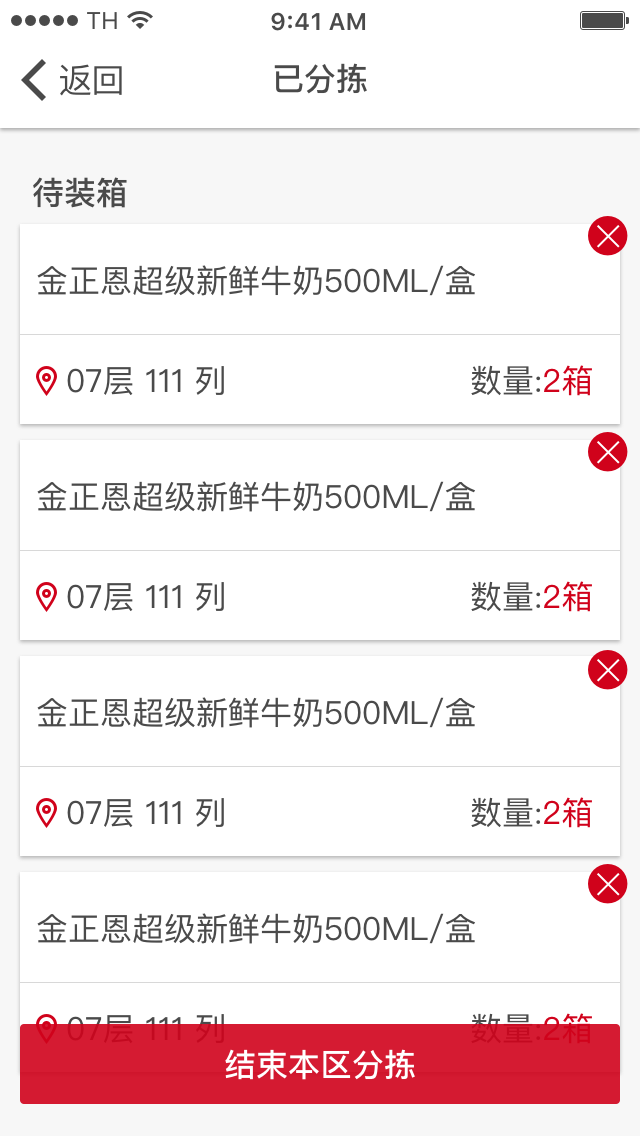 TH 9:41 AM
返回 已分拣
待装箱
金正恩超级新鲜牛奶500ML/盒
07层 111 列 数量:2箱
金正恩超级新鲜牛奶500ML/盒
07层 111 列 数量:2箱
金正恩超级新鲜牛奶500ML/盒
07层 111 列 数量:2箱
金正恩超级新鲜牛奶500ML/盒
07层 111 列 数量:2箱
结束本区分拣